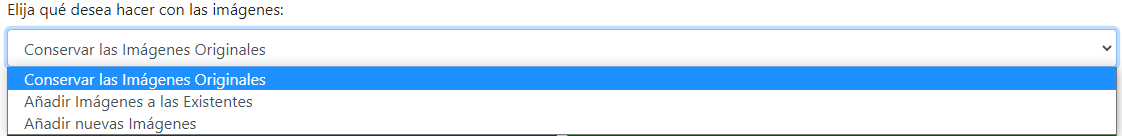 Elija qué desea hacer con las imágenes:
Conservar las Imágenes Originales
Conservar las Imágenes Originales
Añadir Imágenes a las Existentes
Añadir nuevas Imágenes